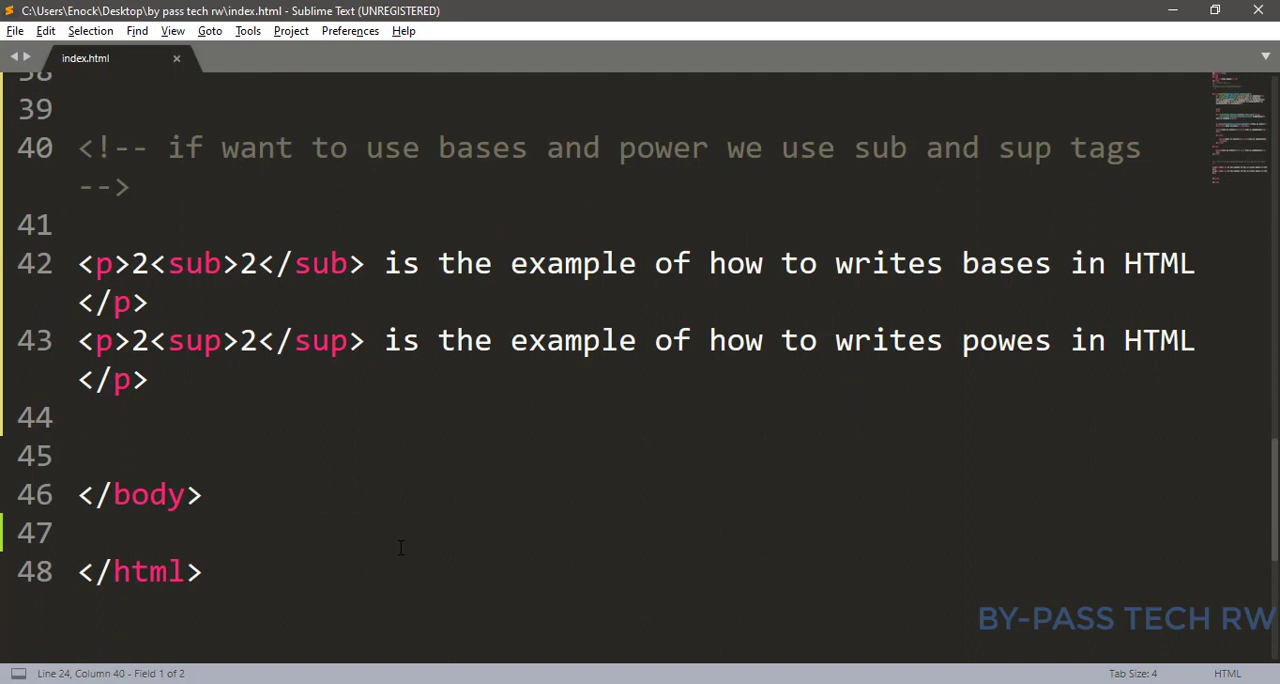 C:\Users\Enock\Desktop\by pass tech rw\index.html - Sublime Text (UNREGISTERED)
File Edit Selection Find View Goto Tools Project Preferences Help
index.html
38
39
40 <!-- if want to use bases and power we use sub and sup tags
-->
41
42 <p>2<sub>2</sub> is the example of how to writes bases in HTML
</p>
43 <p>2<sup>2</sup> is the example of how to writes powes in HTML
</p>
44
45
46 </body>
47
48 </html>
BY-PASS TECH RW
Line 24, Column 40 - Field 1 of 2 Tab Size: 4 HTML